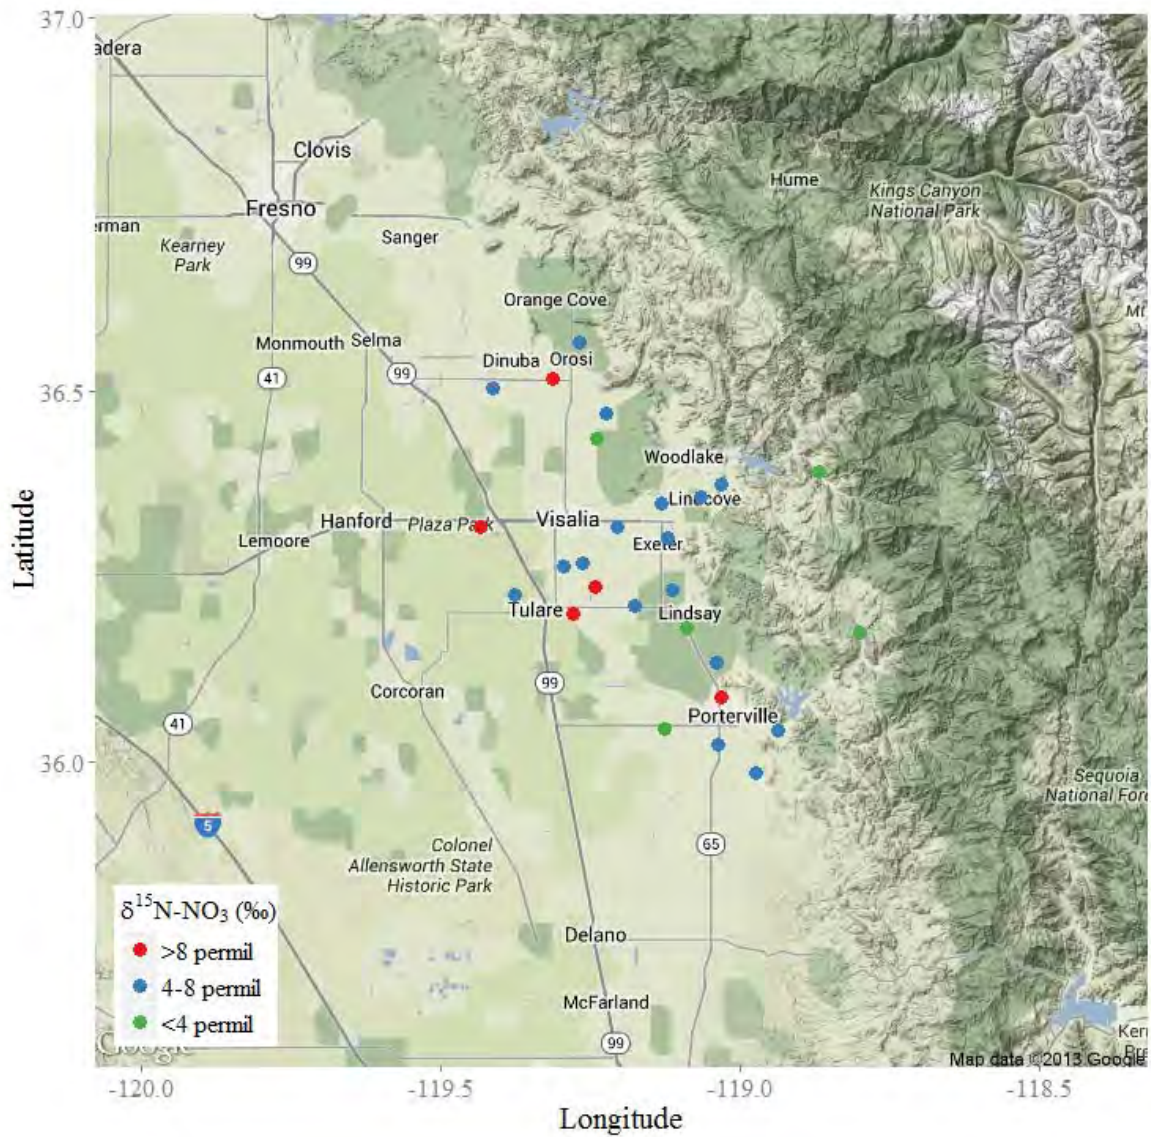 37.0
adera
Clovis
Hume
Fresno
Kings Canyon
National Park
erman
Kearney
Park
Sanger
99
Orange Cove
Monmouth
Selma
Dinuba
Orosi
99
41
36.5
Woodlake
Lindcove
Hanford
Plaza Park
Visalia
Lemoore
Exeter
Tulare
Lindsay
99
Corcoran
41
Porterville
36.0
Sequoia
National Fore
5
65
Colonel
Allensworth State
Historic Park
δ15N-NO3 (‰)
>8 permil
4-8 permil
<4 permil
Delano
McFarland
99
Google
Map data ©2013 Google
-120.0
-119.5
-119.0
-118.5
Longitude
Latitude